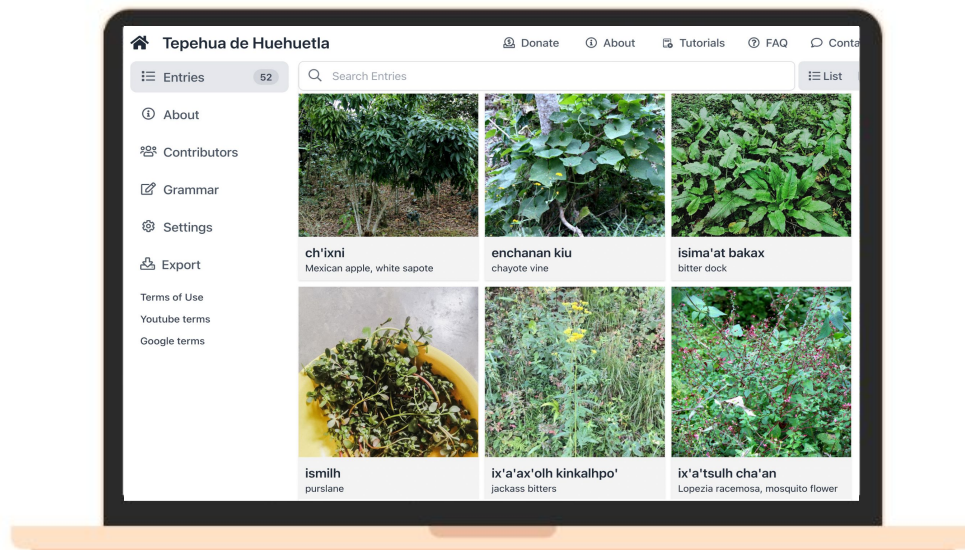 Tepehua de Huehuetla
Donate
About
Tutorials
FAQ
Conta
Entries 52
Search Entries
List
About
Contributors
Grammar
Settings
Export
Terms of Use
Youtube terms
Google terms
ch'ixni
Mexican apple, white sapote
enchanan kiu
chayote vine
isima'at bakax
bitter dock
ismilh
purslane
ix'a'ax'olh kinkalhpo'
jackass bitters
ix'a'tsulh cha'an
Lopezia racemosa, mosquito flower